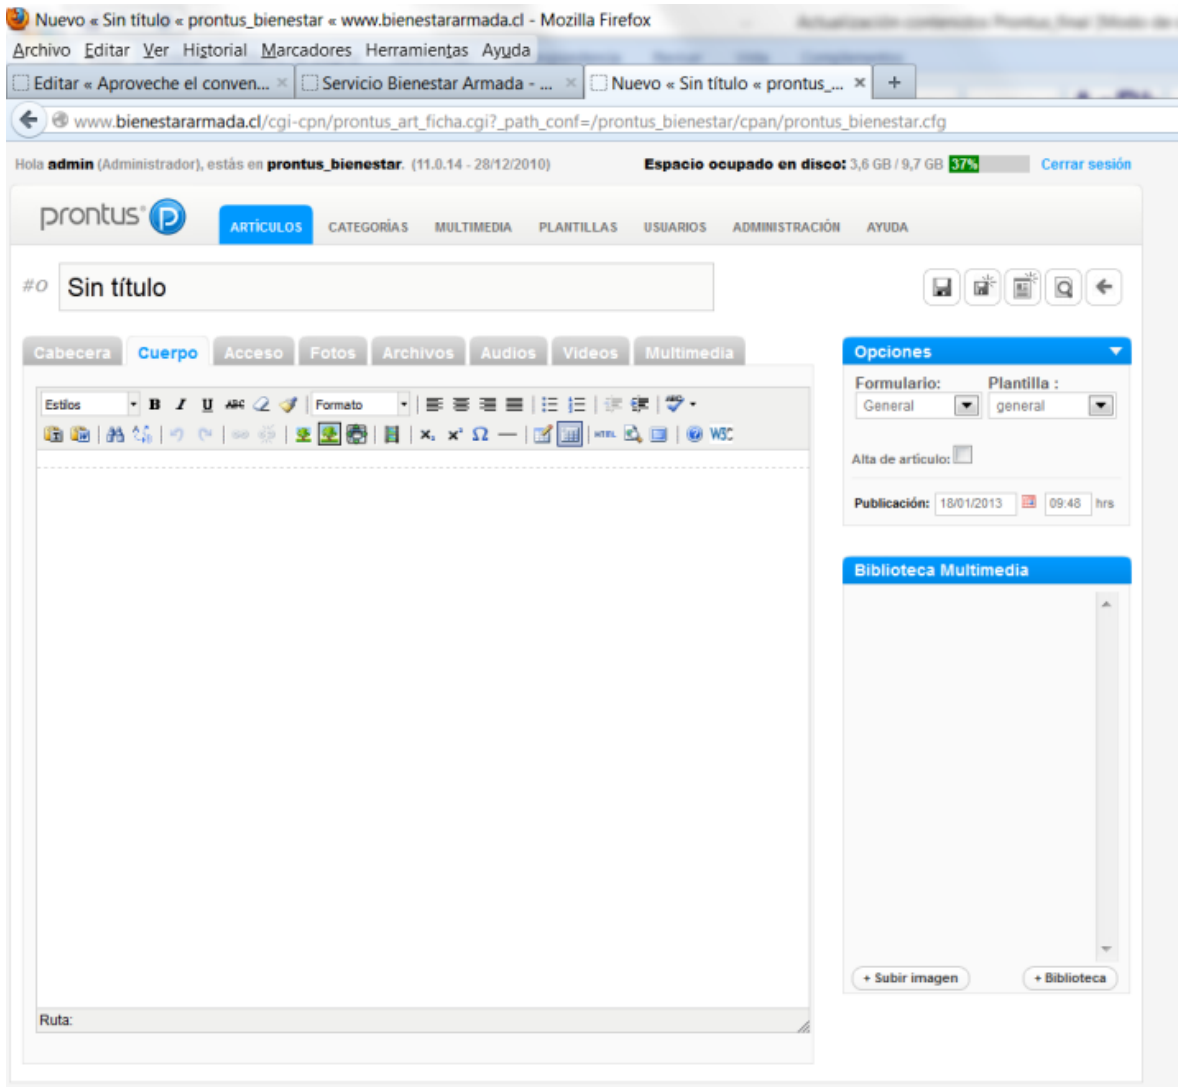 Nuevo « Sin título « prontus_bienestar « www.bienestararmada.cl - Mozilla Firefox
Archivo Editar Ver Historial Marcadores Herramientas Ayuda
Editar « Aproveche el conven... × Servicio Bienestar Armada - ... × Nuevo « Sin título « prontus_... × +
www.bienestararmada.cl/cgi-cpn/prontus_art_ficha.cgi?_path_conf=/prontus_bienestar/cpan/prontus_bienestar.cfg
Hola admin (Administrador), estás en prontus_bienestar. (11.0.14 - 28/12/2010) Espacio ocupado en disco: 3,6 GB / 9,7 GB 37% Cerrar sesión
prontus P ARTÍCULOS CATEGORÍAS MULTIMEDIA PLANTILLAS USUARIOS ADMINISTRACIÓN AYUDA
#0 Sin título
Cabecera Cuerpo Acceso Fotos Archivos Audios Videos Multimedia
Opciones
Formulario: Plantilla :
General general
Estilos B I U ABC Formato
HTML W3C
Alta de artículo:
Publicación: 18/01/2013 09:48 hrs
Biblioteca Multimedia
+ Subir imagen + Biblioteca
Ruta: